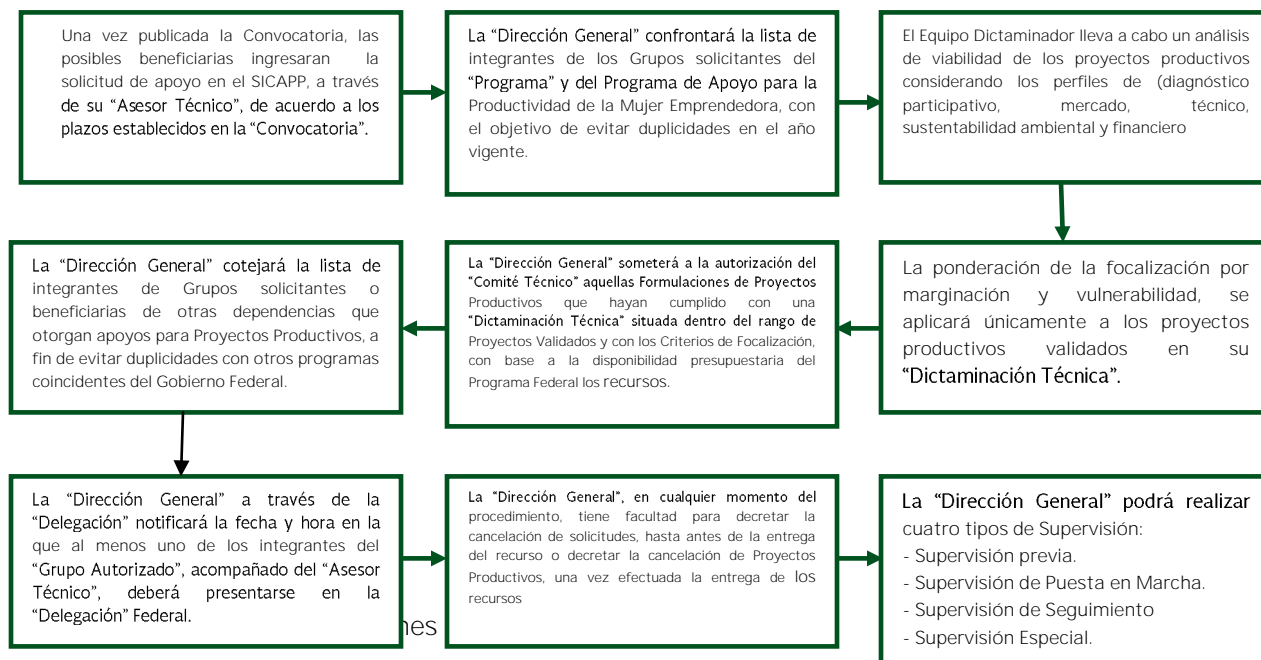 Una vez publicada la Convocatoria, las
posibles beneficiarias ingresaran la
solicitud de apoyo en el SICAPP, a través
de su “Asesor Técnico”, de acuerdo a los
plazos establecidos en la “Convocatoria”.
La “Dirección General” confrontará la lista de
integrantes de los Grupos solicitantes del
“Programa” y del Programa de Apoyo para la
Productividad de la Mujer Emprendedora, con
el objetivo de evitar duplicidades en el año
vigente.
El Equipo Dictaminador lleva a cabo un análisis
de viabilidad de los proyectos productivos
considerando los perfiles de (diagnóstico
participativo, mercado, técnico,
sustentabilidad ambiental y financiero
La ponderación de la focalización por
marginación y vulnerabilidad, se
aplicará únicamente a los proyectos
productivos validados en su
“Dictaminación Técnica”.
La “Dirección General” someterá a la autorización del
“Comité Técnico” aquellas Formulaciones de Proyectos
Productivos que hayan cumplido con una
“Dictaminación Técnica” situada dentro del rango de
Proyectos Validados y con los Criterios de Focalización,
con base a la disponibilidad presupuestaria del
Programa Federal los recursos.
La “Dirección General” cotejará la lista de
integrantes de Grupos solicitantes o
beneficiarias de otras dependencias que
otorgan apoyos para Proyectos Productivos, a
fin de evitar duplicidades con otros programas
coincidentes del Gobierno Federal.
La “Dirección General” a través de la
“Delegación” notificará la fecha y hora en la
que al menos uno de los integrantes del
“Grupo Autorizado”, acompañado del “Asesor
Técnico”, deberá presentarse en la
“Delegación” Federal.
La “Dirección General”, en cualquier momento del
procedimiento, tiene facultad para decretar la
cancelación de solicitudes, hasta antes de la entrega
del recurso o decretar la cancelación de Proyectos
Productivos, una vez efectuada la entrega de los
recursos
La “Dirección General” podrá realizar
cuatro tipos de Supervisión:
- Supervisión previa.
- Supervisión de Puesta en Marcha.
- Supervisión de Seguimiento
- Supervisión Especial.